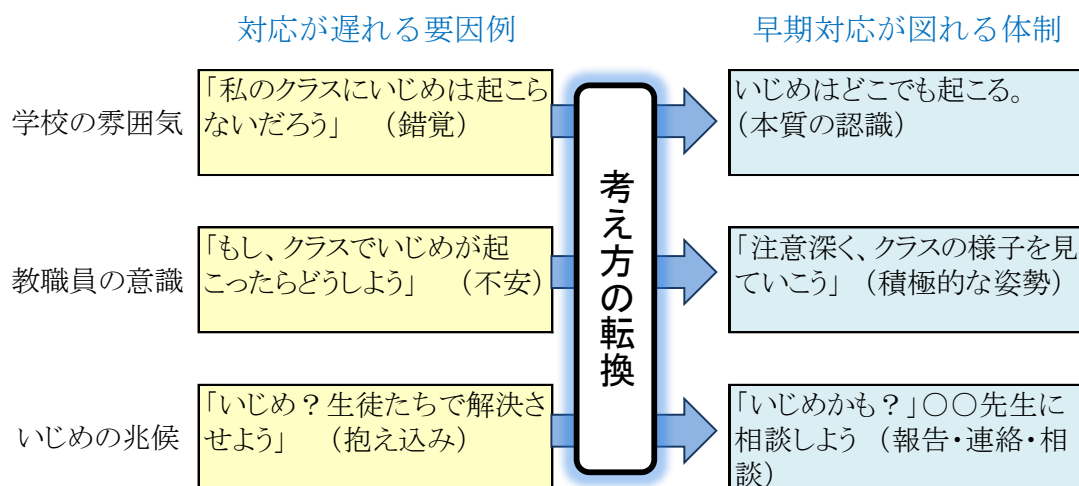 対応が遅れる要因例
早期対応が図れる体制
学校の雰囲気
「私のクラスにいじめは起こら
ないだろう」　（錯覚）
いじめはどこでも起こる。
（本質の認識）
考え方の転換
教職員の意識
「もし、クラスでいじめが起
こったらどうしよう」　（不安）
「注意深く、クラスの様子を見
ていこう」（積極的な姿勢）
いじめの兆候
「いじめ？生徒たちで解決さ
せよう」　（抱え込み）
「いじめかも？」○○先生に
相談しよう （報告・連絡・相
談）